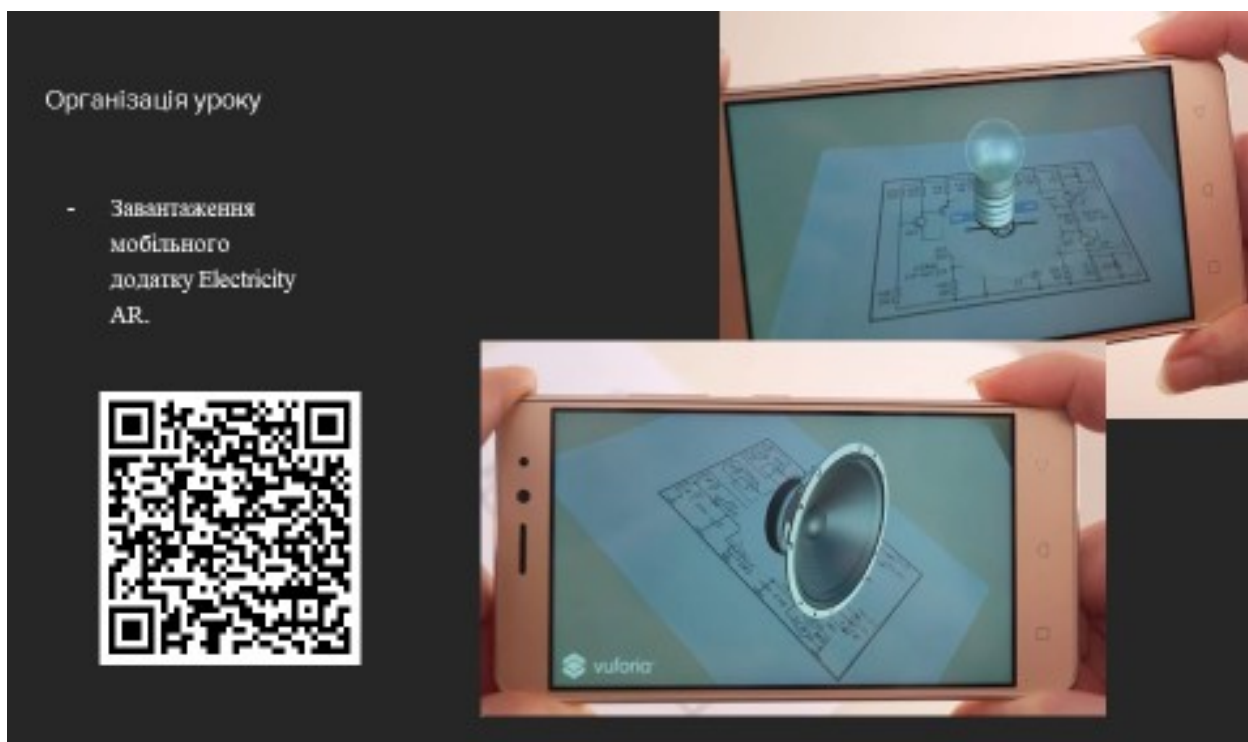 Організація уроку
- Завантаження
мобільного
додатку Electricity
AR.
vuforia